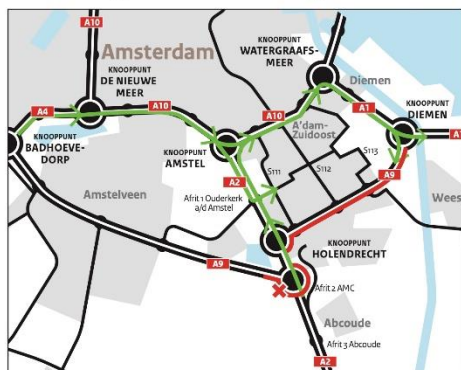 A10
Amsterdam
KNOOPPUNT
WATERGRAAFS-
MEER
KNOOPPUNT
DE NIEUWE
MEER
Diemen
A4
A10
A10
A1
KNOOPPUNT
DIEMEN
A'dam-
Zuidoost
KNOOPPUNT
BADHOEVE-
DORP
KNOOPPUNT
AMSTEL
S113
S111
S112
A2
A9
Amstelveen
Afrit 1 Ouderkerk
a/d Amstel
Wees
KNOOPPUNT
HOLENDRECHT
A9
Afrit 2 AMC
Abcoude
Afrit 3 Abcoude
A2